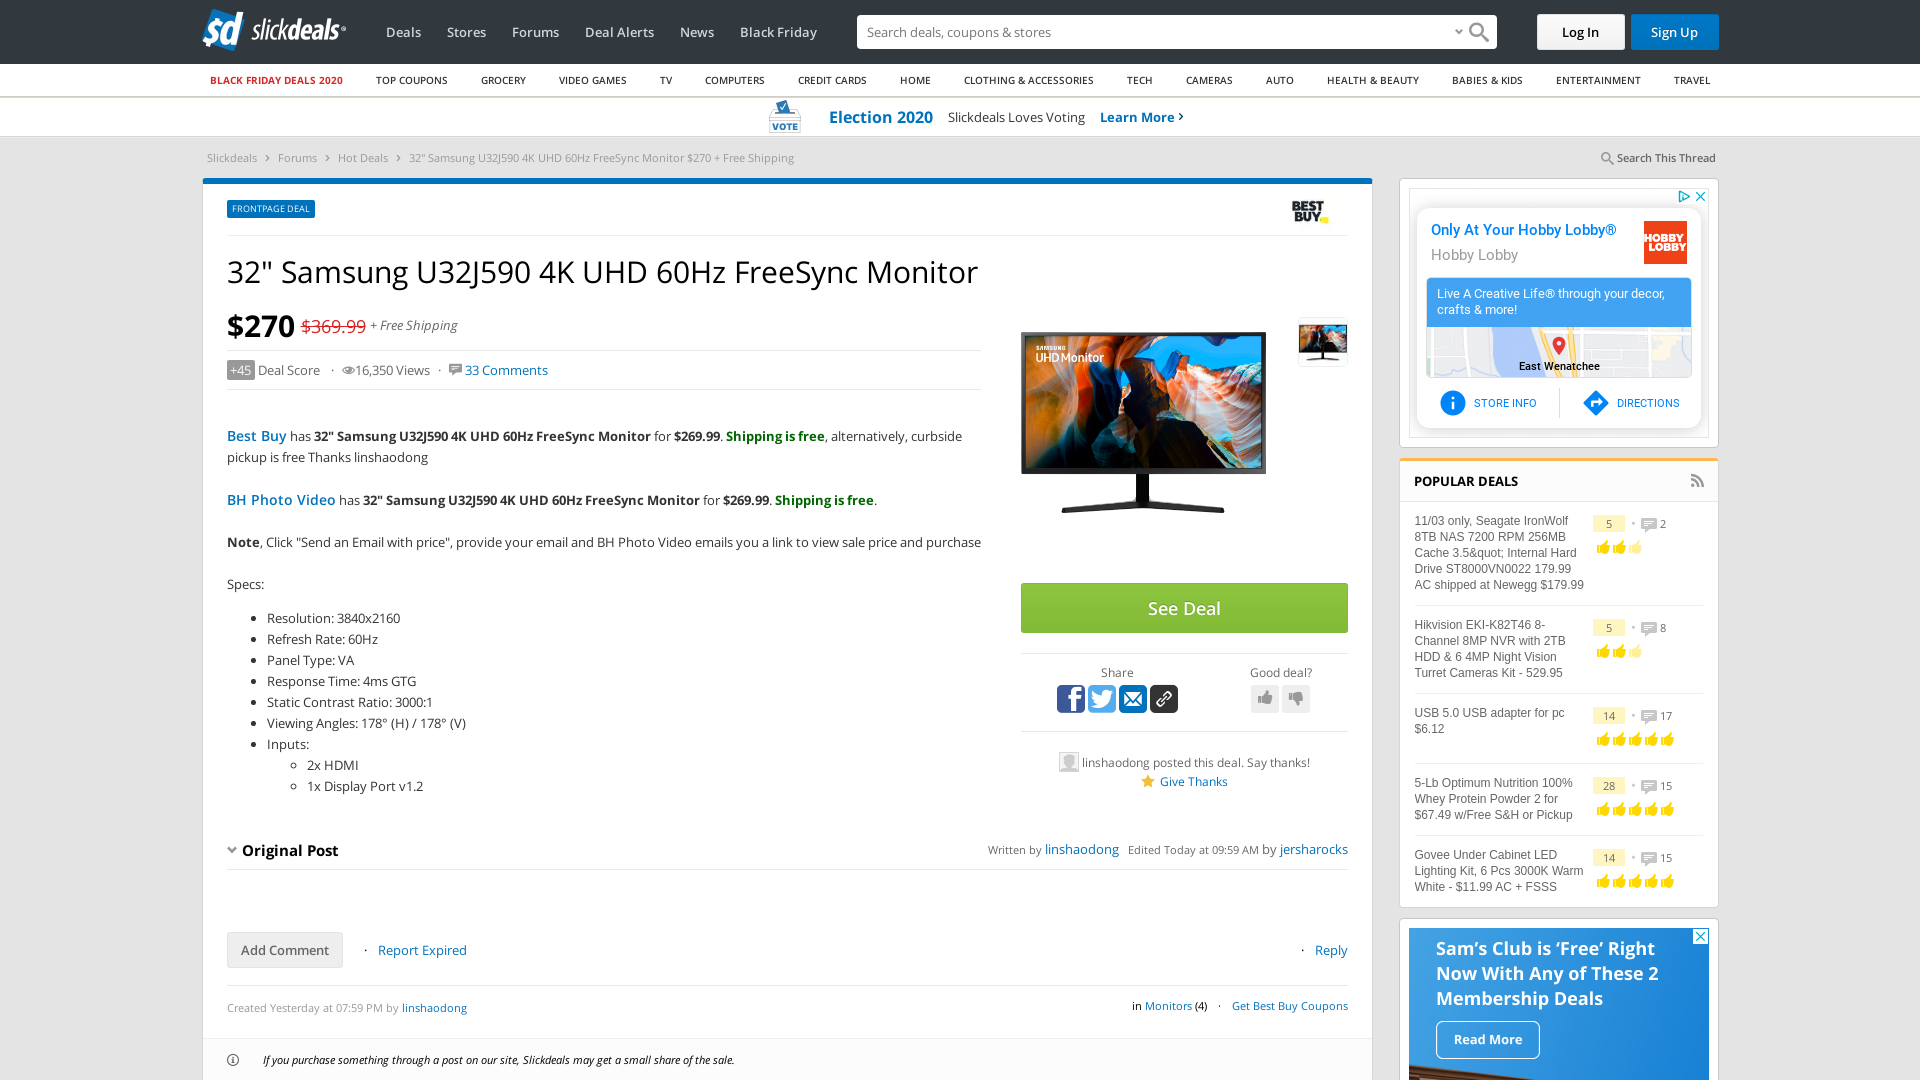 slickdeals
Deals
Stores
Forums
Deal Alerts
News
Black Friday
Search deals, coupons & stores
Log In
Sign Up
BLACK FRIDAY DEALS 2020
TOP COUPONS
GROCERY
VIDEO GAMES
TV
COMPUTERS
CREDIT CARDS
HOME
CLOTHING & ACCESSORIES
TECH
CAMERAS
AUTO
HEALTH & BEAUTY
BABIES & KIDS
ENTERTAINMENT
TRAVEL
VOTE
Election 2020 Slickdeals Loves Voting Learn More ›
Slickdeals › Forums › Hot Deals › 32" Samsung U32J590 4K UHD 60Hz FreeSync Monitor $270 + Free Shipping
Search This Thread
FRONTPAGE DEAL
BEST
BUY
32" Samsung U32J590 4K UHD 60Hz FreeSync Monitor
$270 $369.99 + Free Shipping
+45 Deal Score · 16,350 Views · 33 Comments
Best Buy has 32" Samsung U32J590 4K UHD 60Hz FreeSync Monitor for $269.99. Shipping is free, alternatively, curbside
pickup is free Thanks linshaodong
BH Photo Video has 32" Samsung U32J590 4K UHD 60Hz FreeSync Monitor for $269.99. Shipping is free.
Note, Click "Send an Email with price", provide your email and BH Photo Video emails you a link to view sale price and purchase
Specs:
• Resolution: 3840x2160
• Refresh Rate: 60Hz
• Panel Type: VA
• Response Time: 4ms GTG
• Static Contrast Ratio: 3000:1
• Viewing Angles: 178° (H) / 178° (V)
• Inputs:
◦ 2x HDMI
◦ 1x Display Port v1.2
SAMSUNG
UHD Monitor
See Deal
Share
Good deal?
linshaodong posted this deal. Say thanks!
Give Thanks
Original Post
Written by linshaodong Edited Today at 09:59 AM by jersharocks
Add Comment
· Report Expired
· Reply
Created Yesterday at 07:59 PM by linshaodong
in Monitors (4) · Get Best Buy Coupons
If you purchase something through a post on our site, Slickdeals may get a small share of the sale.
Only At Your Hobby Lobby®
Hobby Lobby
HOBBY
LOBBY
Live A Creative Life® through your decor,
crafts & more!
East Wenatchee
STORE INFO
DIRECTIONS
POPULAR DEALS
11/03 only, Seagate IronWolf
8TB NAS 7200 RPM 256MB
Cache 3.5&quot; Internal Hard
Drive ST8000VN0022 179.99
AC shipped at Newegg $179.99
5 • 2
Hikvision EKI-K82T46 8-
Channel 8MP NVR with 2TB
HDD & 6 4MP Night Vision
Turret Cameras Kit - 529.95
5 • 8
USB 5.0 USB adapter for pc
$6.12
14 • 17
5-Lb Optimum Nutrition 100%
Whey Protein Powder 2 for
$67.49 w/Free S&H or Pickup
28 • 15
Govee Under Cabinet LED
Lighting Kit, 6 Pcs 3000K Warm
White - $11.99 AC + FSSS
14 • 15
Sam's Club is ‘Free’ Right
Now With Any of These 2
Membership Deals
Read More